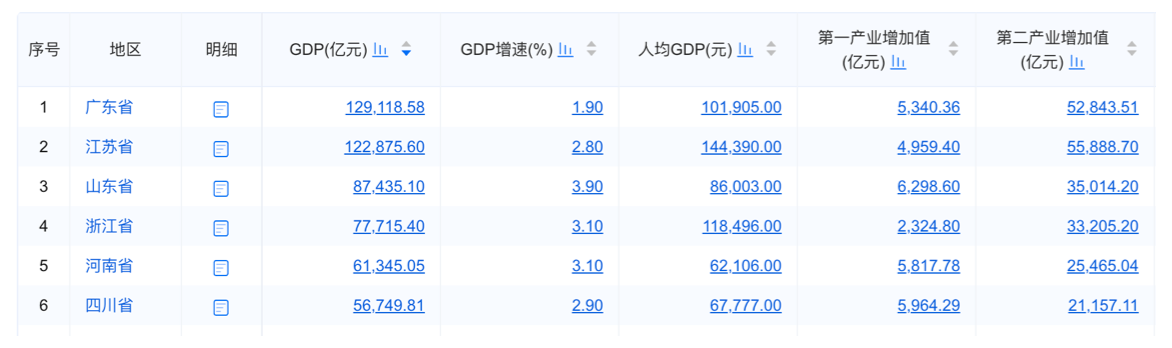 序号 地区 明细 GDP(亿元) GDP增速(%) 人均GDP(元) 第一产业增加值 第二产业增加值
(亿元) (亿元)
1 广东省 129,118.58 1.90 101,905.00 5,340.36 52,843.51
2 江苏省 122,875.60 2.80 144,390.00 4,959.40 55,888.70
3 山东省 87,435.10 3.90 86,003.00 6,298.60 35,014.20
4 浙江省 77,715.40 3.10 118,496.00 2,324.80 33,205.20
5 河南省 61,345.05 3.10 62,106.00 5,817.78 25,465.04
6 四川省 56,749.81 2.90 67,777.00 5,964.29 21,157.11